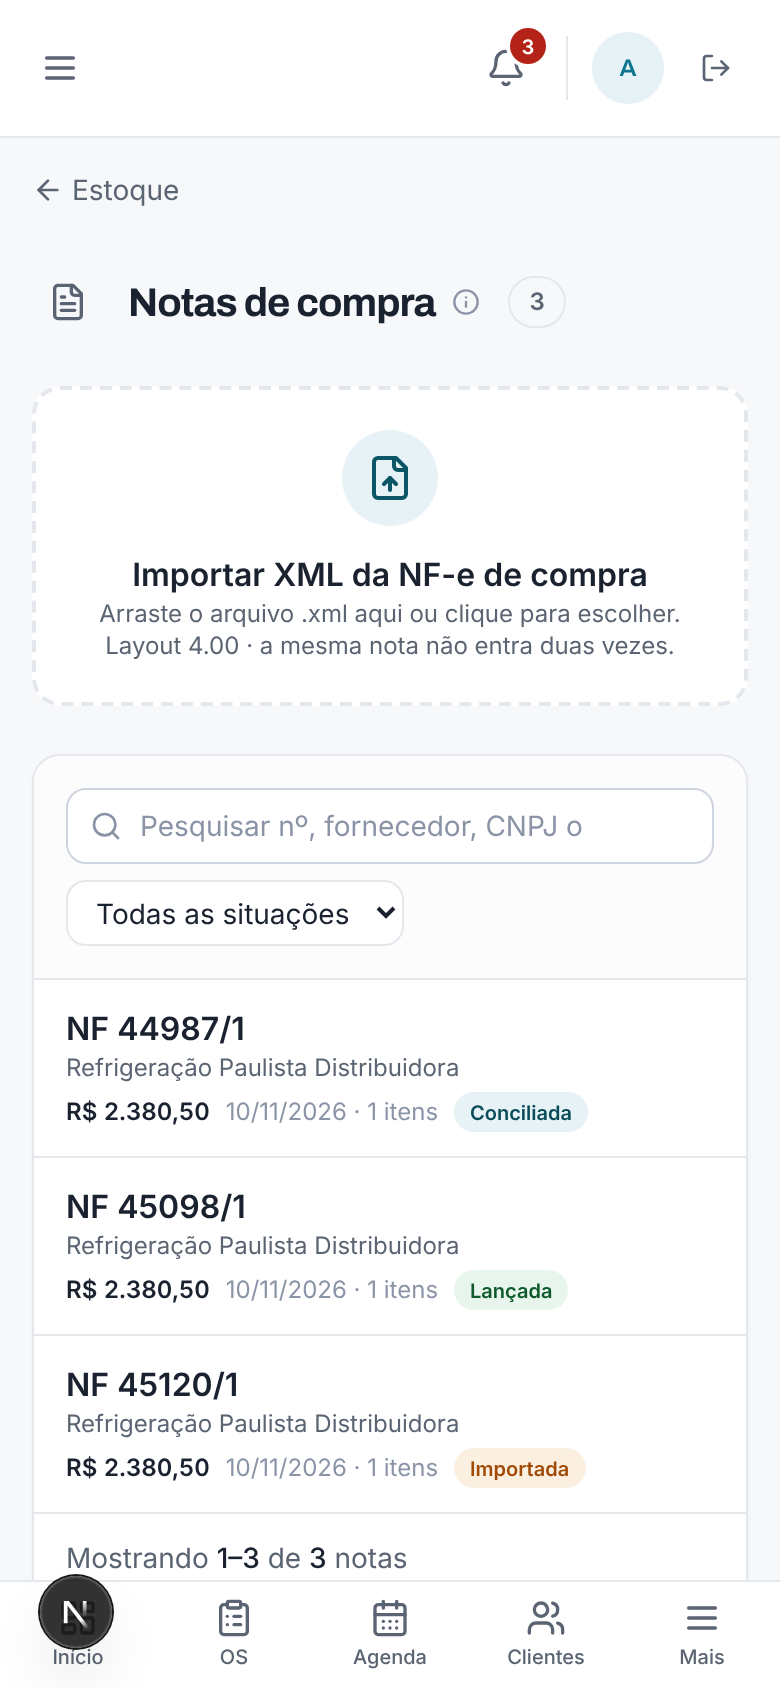 3
A
Estoque
Notas de compra
3
Importar XML da NF-e de compra
Arraste o arquivo .xml aqui ou clique para escolher.
Layout 4.00 · a mesma nota não entra duas vezes.
Pesquisar nº, fornecedor, CNPJ o
Todas as situações
NF 44987/1
Refrigeração Paulista Distribuidora
R$ 2.380,50 10/11/2026 · 1 itens Conciliada
NF 45098/1
Refrigeração Paulista Distribuidora
R$ 2.380,50 10/11/2026 · 1 itens Lançada
NF 45120/1
Refrigeração Paulista Distribuidora
R$ 2.380,50 10/11/2026 · 1 itens Importada
Mostrando 1–3 de 3 notas
N
Início OS Agenda Clientes Mais